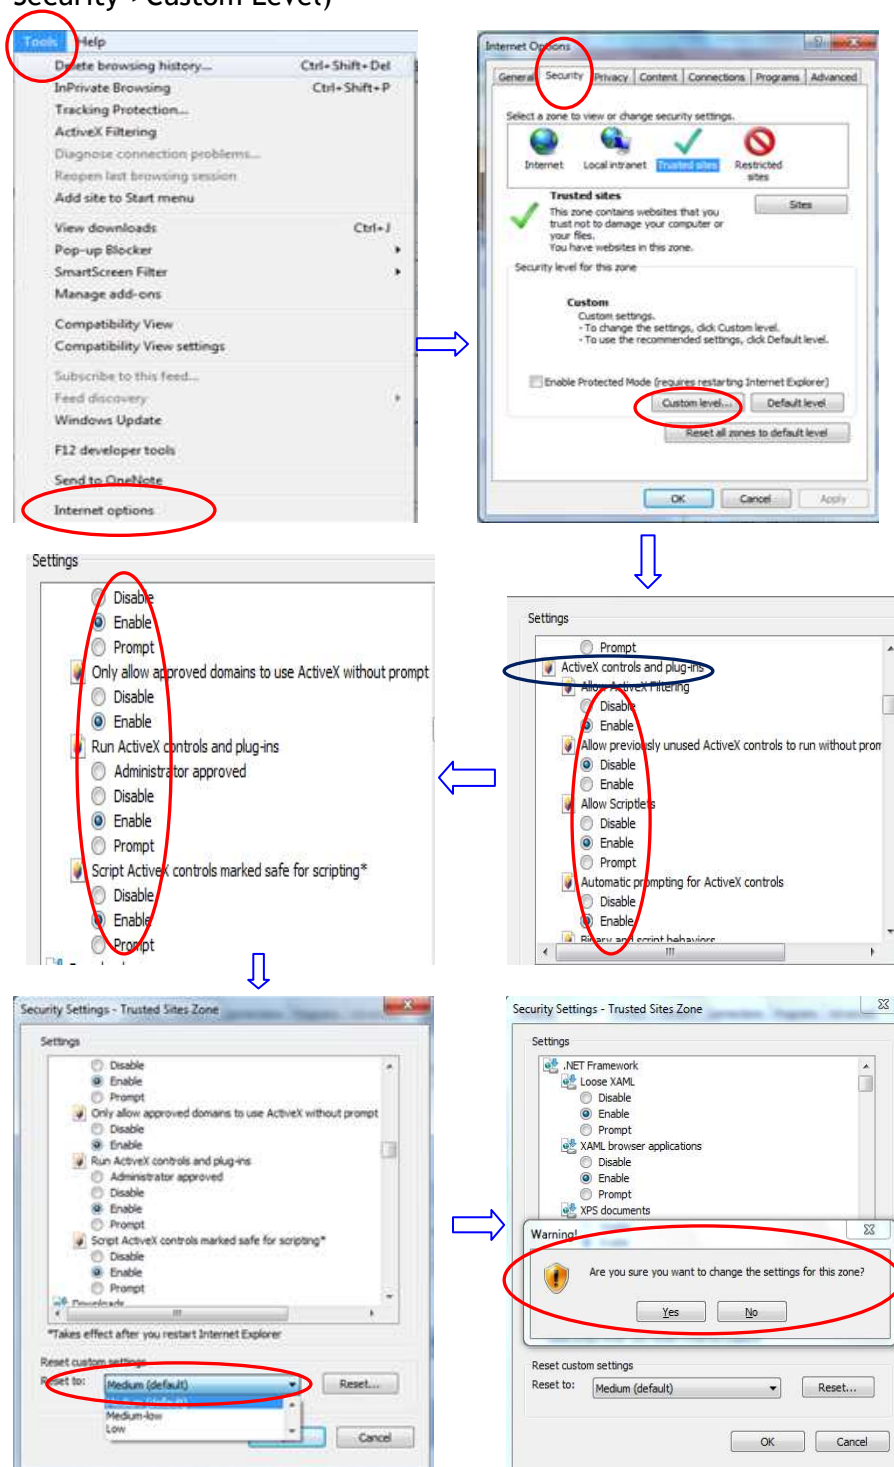 Security→Custom Level)
Tools Help
Delete browsing history... Ctrl+Shift+Del
InPrivate Browsing Ctrl+Shift+P
Tracking Protection...
ActiveX Filtering
Diagnose connection problems...
Reopen last browsing session
Add site to Start menu
View downloads Ctrl+J
Pop-up Blocker
SmartScreen Filter
Manage add-ons
Compatibility View
Compatibility View settings
Subscribe to this feed...
Feed discovery
Windows Update
F12 developer tools
Send to OneNote
Internet options
Internet Options
General Security Privacy Content Connections Programs Advanced
Select a zone to view or change security settings.
Internet Local intranet Trusted sites Restricted
sites
Trusted sites
Sites
This zone contains websites that you
trust not to damage your computer or
your files.
You have websites in this zone.
Security level for this zone
Custom
Custom settings.
- To change the settings, click Custom level.
- To use the recommended settings, click Default level.
Enable Protected Mode (requires restarting Internet Explorer)
Custom level... Default level
Reset all zones to default level
OK Cancel Apply
Settings
Prompt
ActiveX controls and plug-ins
Allow ActiveX Filtering
Disable
Enable
Allow previously unused ActiveX controls to run without prom
Disable
Enable
Allow Scriptlets
Disable
Enable
Prompt
Automatic prompting for ActiveX controls
Disable
Enable
Binary and script behaviors
Settings
Disable
Enable
Prompt
Only allow approved domains to use ActiveX without prompt
Disable
Enable
Run ActiveX controls and plug-ins
Administrator approved
Disable
Enable
Prompt
Script ActiveX controls marked safe for scripting*
Disable
Enable
Prompt
Security Settings - Trusted Sites Zone
Settings
Disable
Enable
Prompt
Only allow approved domains to use ActiveX without prompt
Disable
Enable
Run ActiveX controls and plug-ins
Administrator approved
Disable
Enable
Prompt
Script ActiveX controls marked safe for scripting*
Disable
Enable
Prompt
Downloads
*Takes effect after you restart Internet Explorer
Reset custom settings
Reset to: Medium (default) Reset...
Medium (default)
Medium-low
Low
Cancel
Security Settings - Trusted Sites Zone
Settings
.NET Framework
Loose XAML
Disable
Enable
Prompt
XAML browser applications
Disable
Enable
Prompt
XPS documents
Warning!
Are you sure you want to change the settings for this zone?
Yes No
Reset custom settings
Reset to: Medium (default) Reset...
OK Cancel